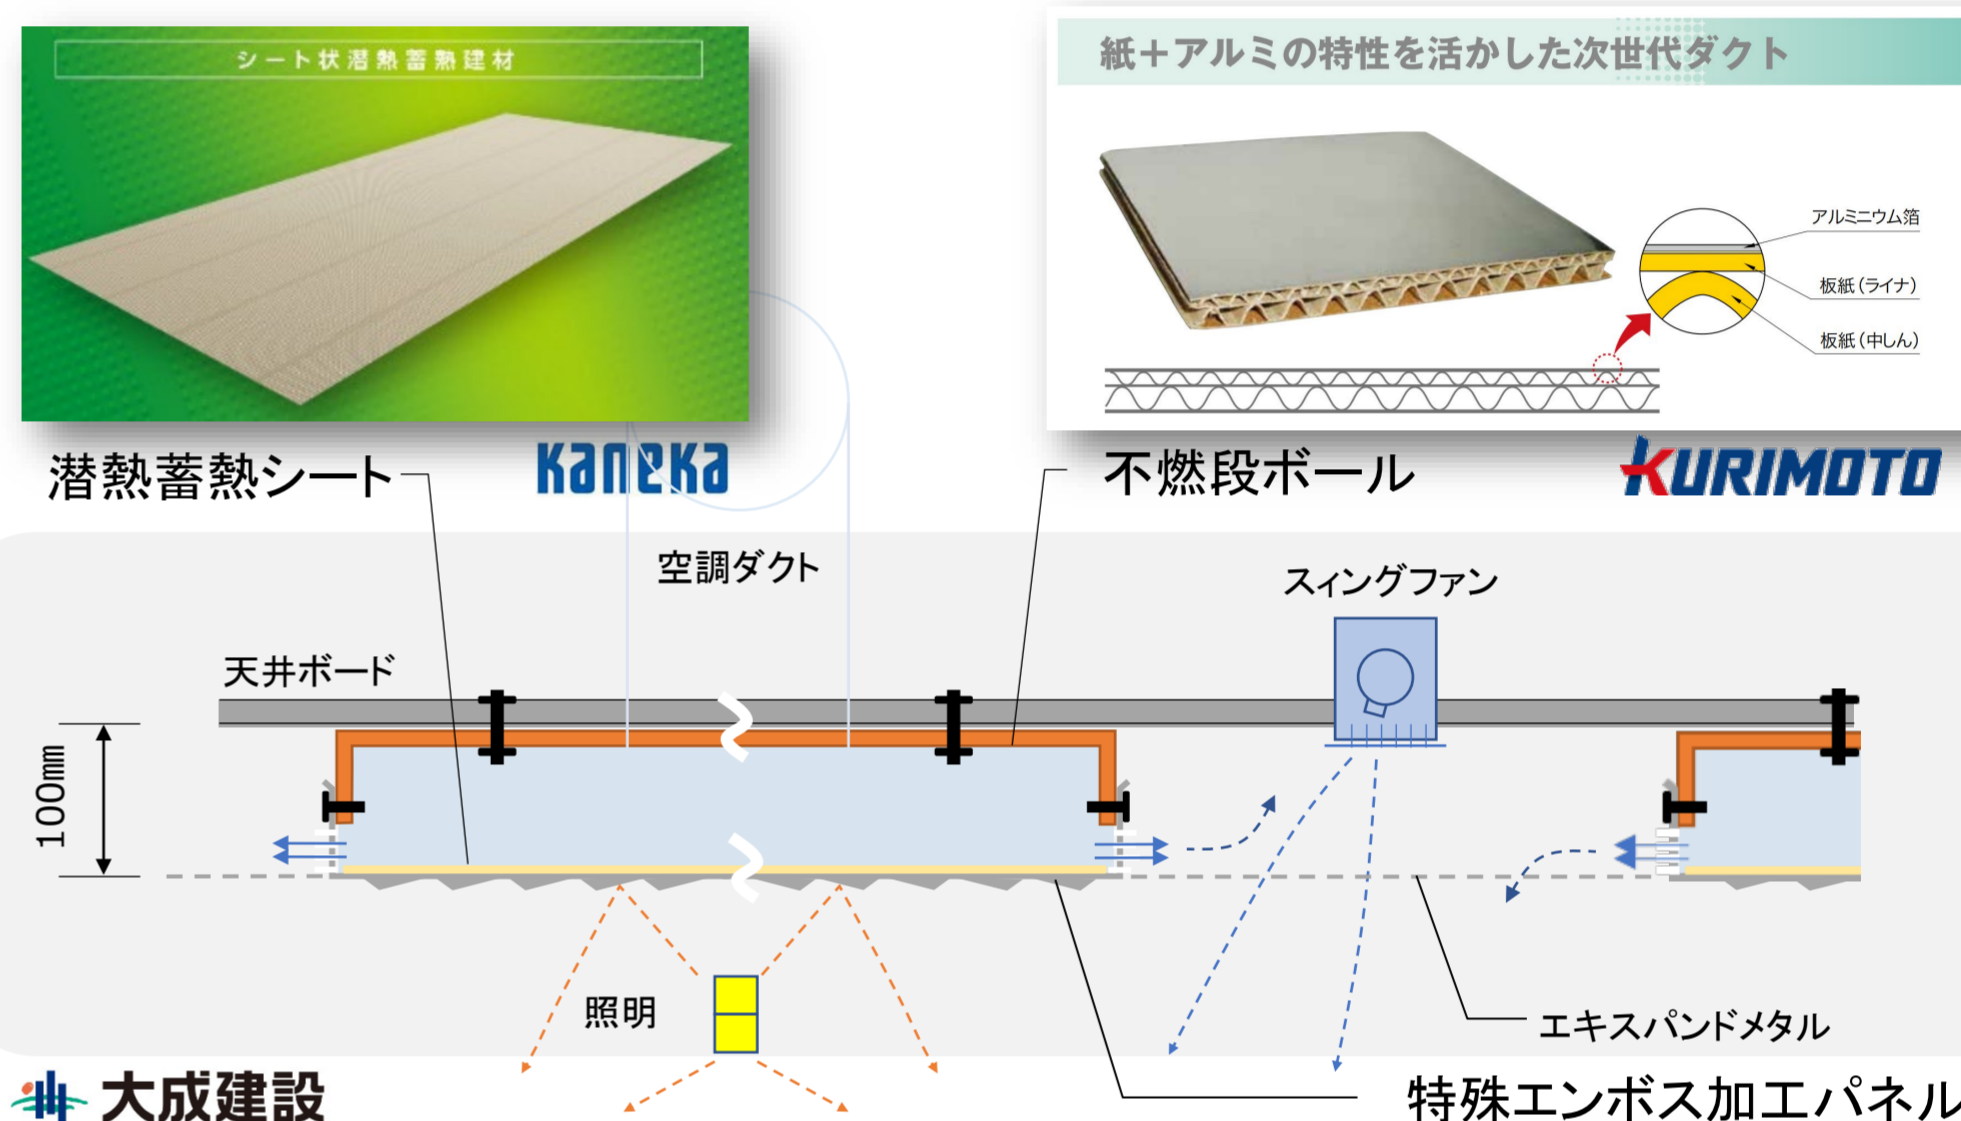 シート状潜熱蓄熱建材
紙＋アルミの特性を活かした次世代ダクト
アルミニウム箔
板紙（ライナ）
板紙（中しん）
潜熱蓄熱シート
kaneka
不燃段ボール
KURIMOTO
空調ダクト
スィングファン
天井ボード
100mm
照明
エキスパンドメタル
大成建設
特殊エンボス加工パネル